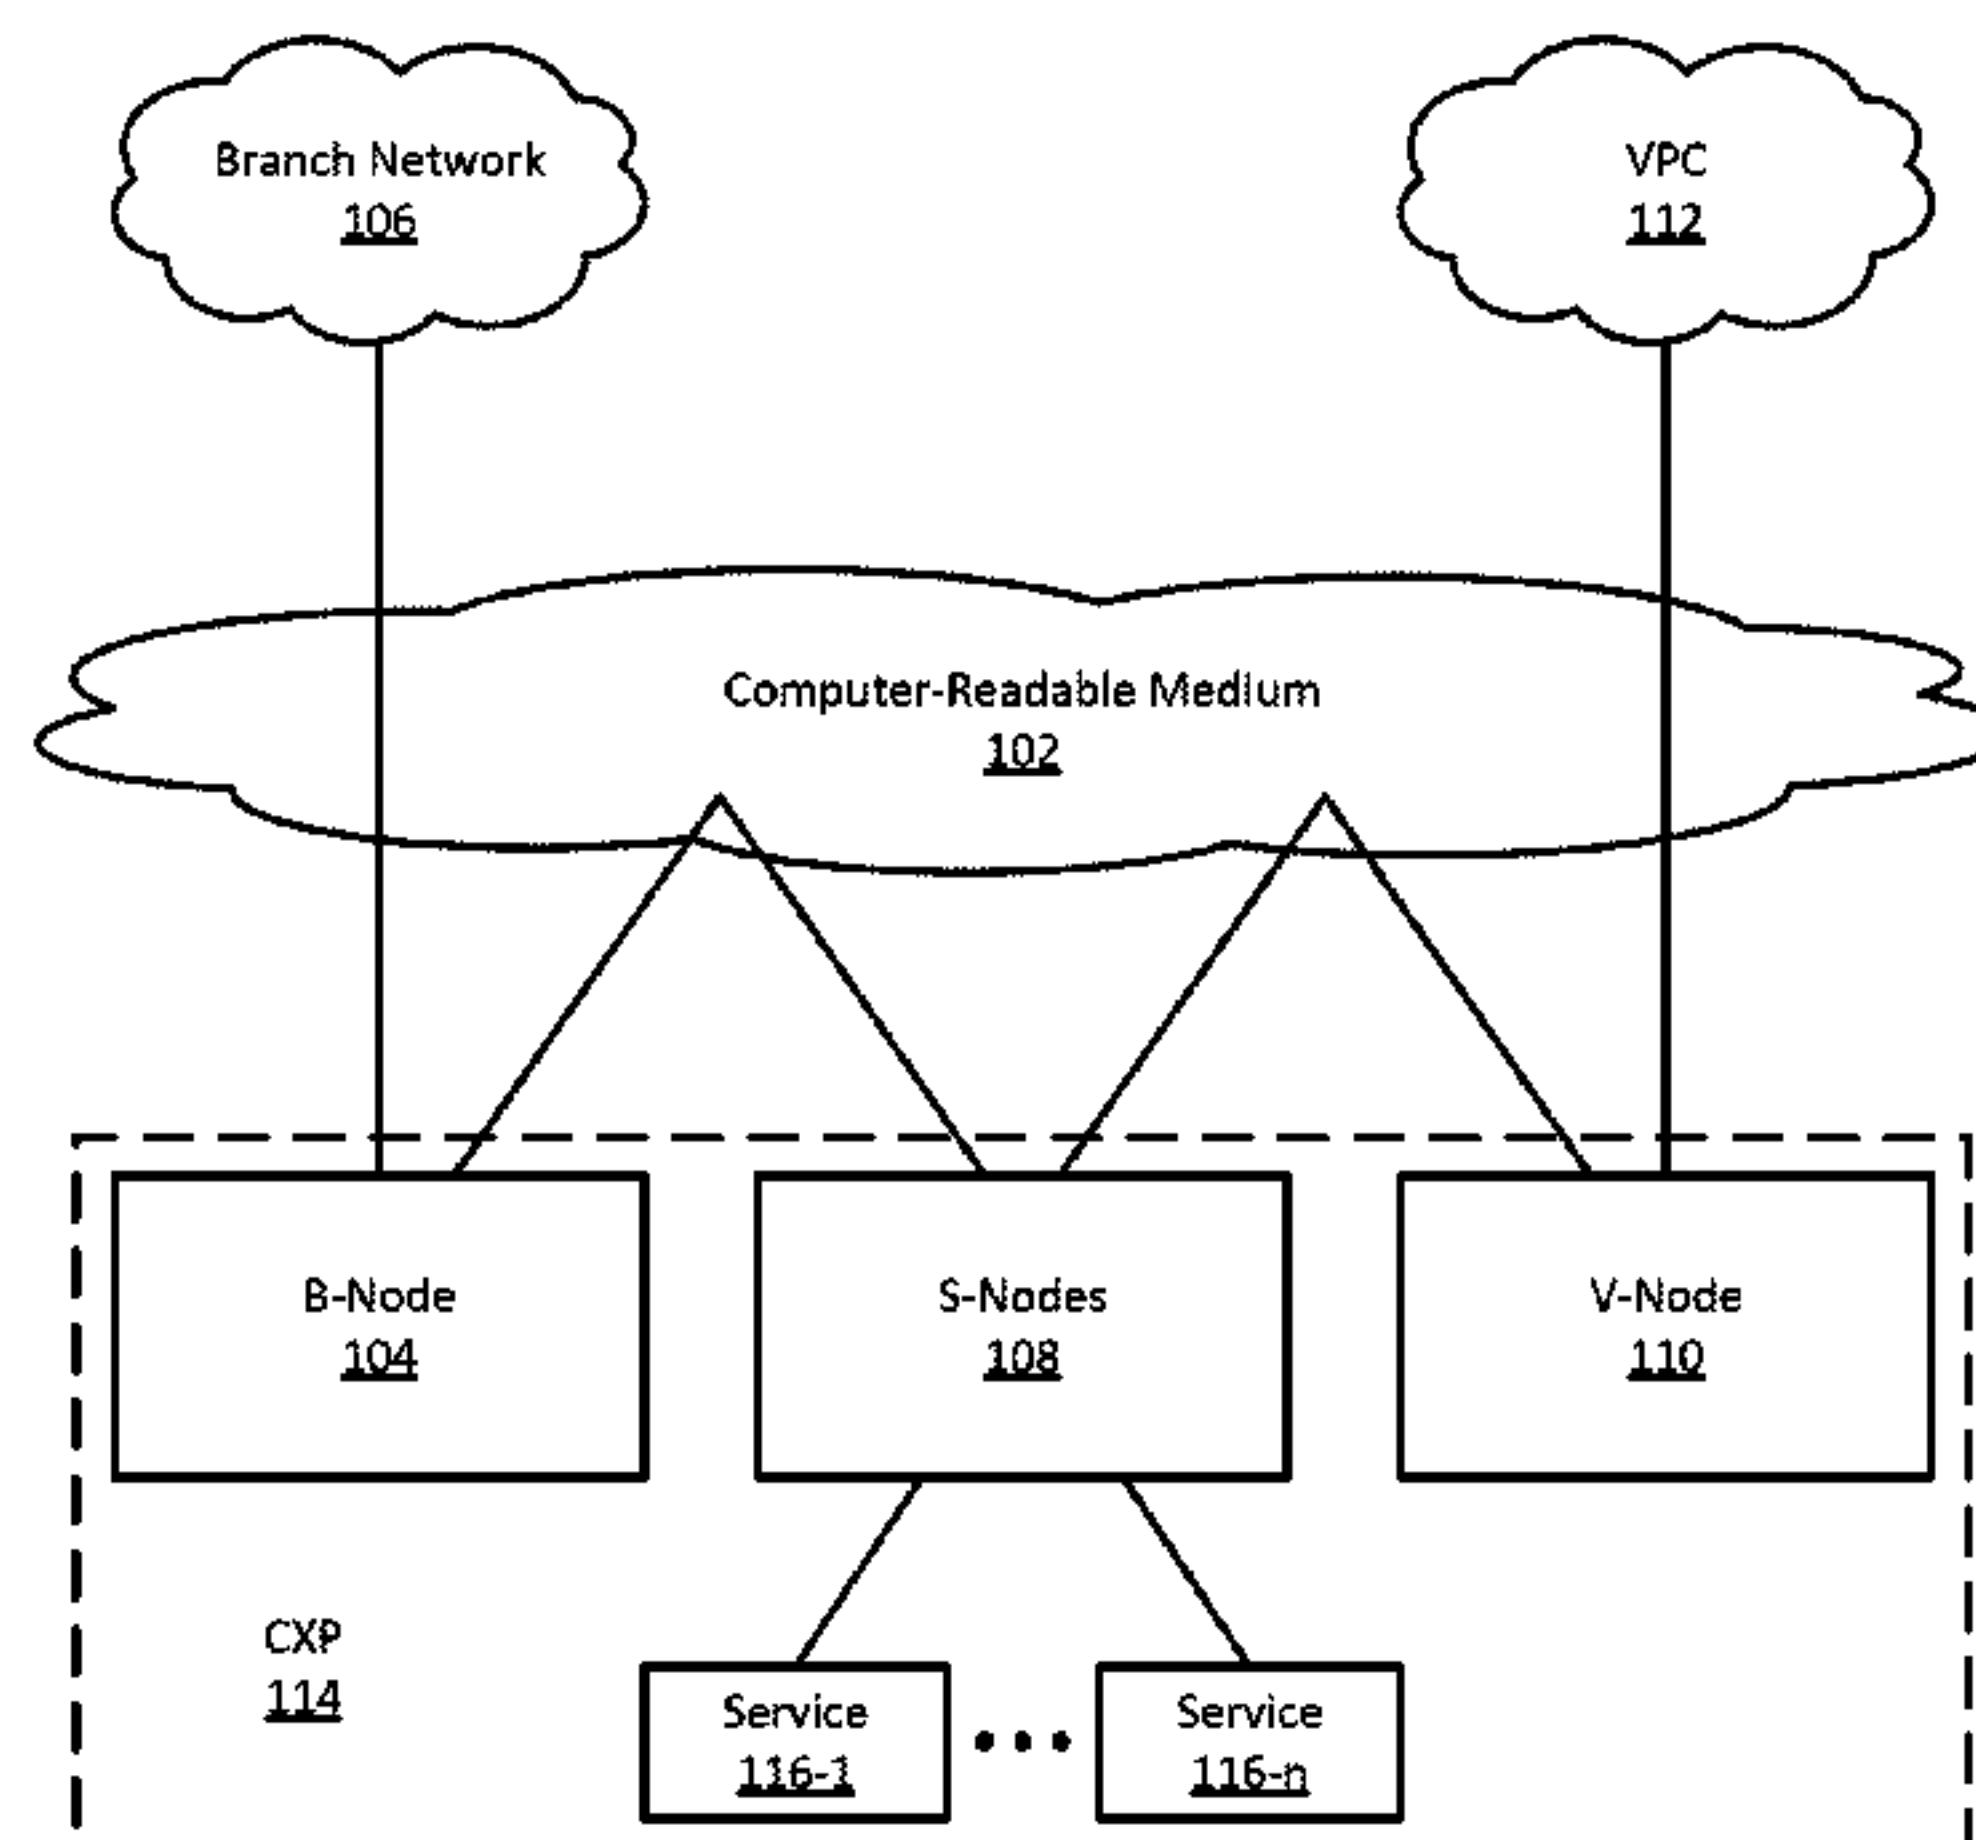 Branch Network
106
VPC
112
Computer-Readable Medium
102
B-Node
104
S-Nodes
108
V-Node
110
CXP
114
Service
116-1
Service
116-n